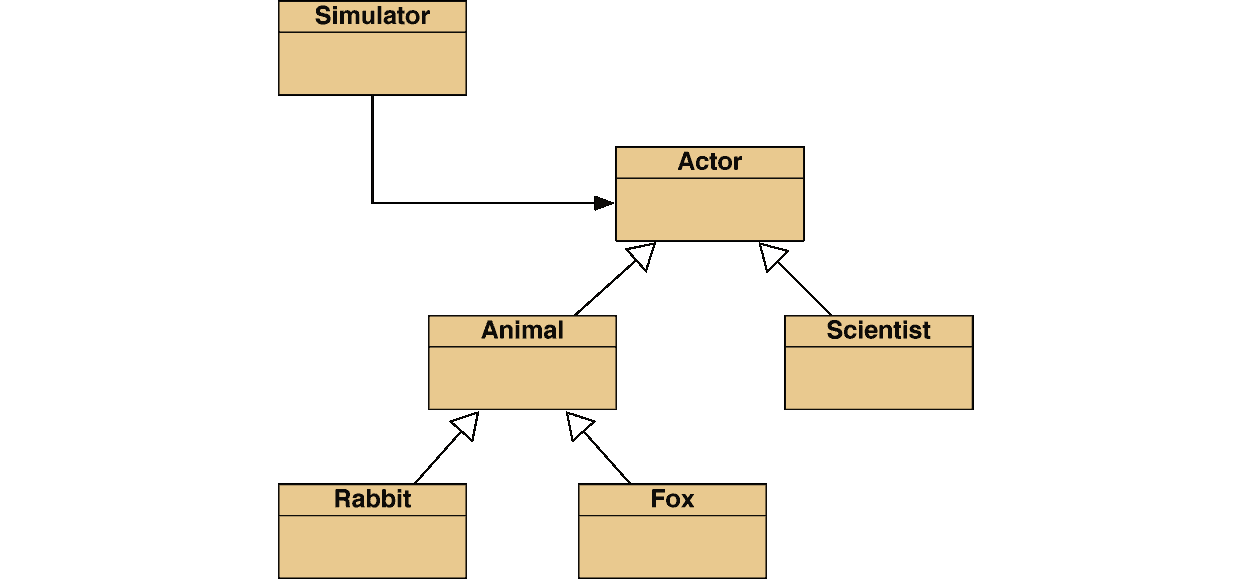 Simulator
Actor
Animal
Scientist
Rabbit
Fox